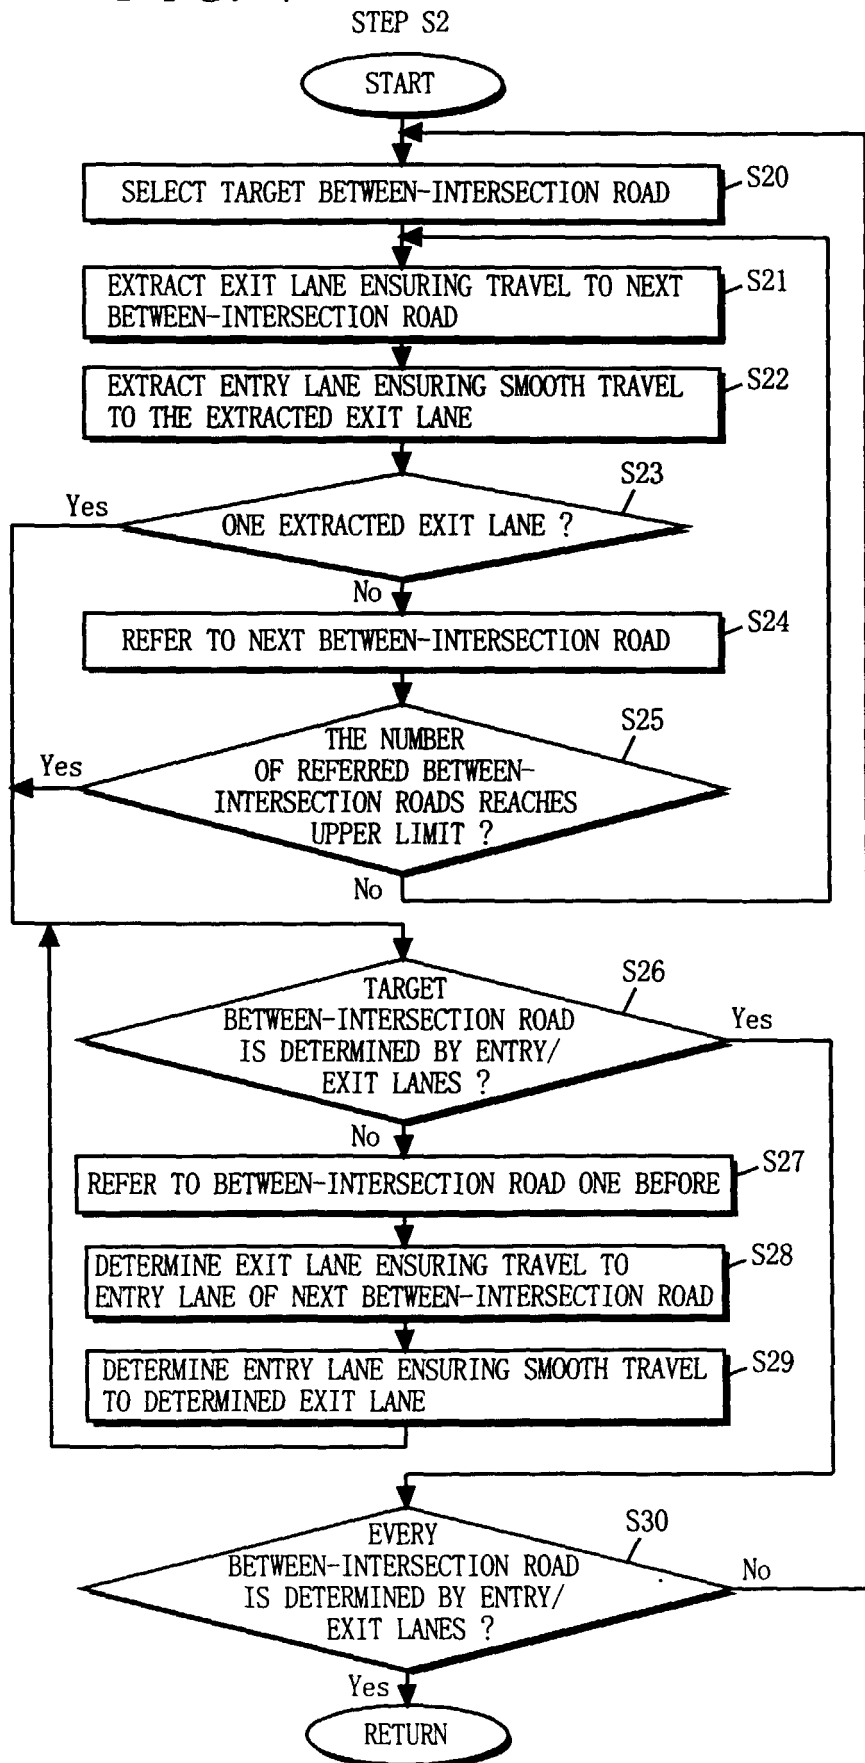 STEP S2
START
SELECT TARGET BETWEEN-INTERSECTION ROAD
S20
EXTRACT EXIT LANE ENSURING TRAVEL TO NEXT
BETWEEN-INTERSECTION ROAD
S21
EXTRACT ENTRY LANE ENSURING SMOOTH TRAVEL
TO THE EXTRACTED EXIT LANE
S22
S23
Yes
ONE EXTRACTED EXIT LANE ?
No
REFER TO NEXT BETWEEN-INTERSECTION ROAD
S24
S25
Yes
THE NUMBER
OF REFERRED BETWEEN-
INTERSECTION ROADS REACHES
UPPER LIMIT ?
No
S26
TARGET
BETWEEN-INTERSECTION ROAD
IS DETERMINED BY ENTRY/
EXIT LANES ?
Yes
No
REFER TO BETWEEN-INTERSECTION ROAD ONE BEFORE
S27
DETERMINE EXIT LANE ENSURING TRAVEL TO
ENTRY LANE OF NEXT BETWEEN-INTERSECTION ROAD
S28
DETERMINE ENTRY LANE ENSURING SMOOTH TRAVEL
TO DETERMINED EXIT LANE
S29
S30
EVERY
BETWEEN-INTERSECTION ROAD
IS DETERMINED BY ENTRY/
EXIT LANES ?
No
Yes
RETURN